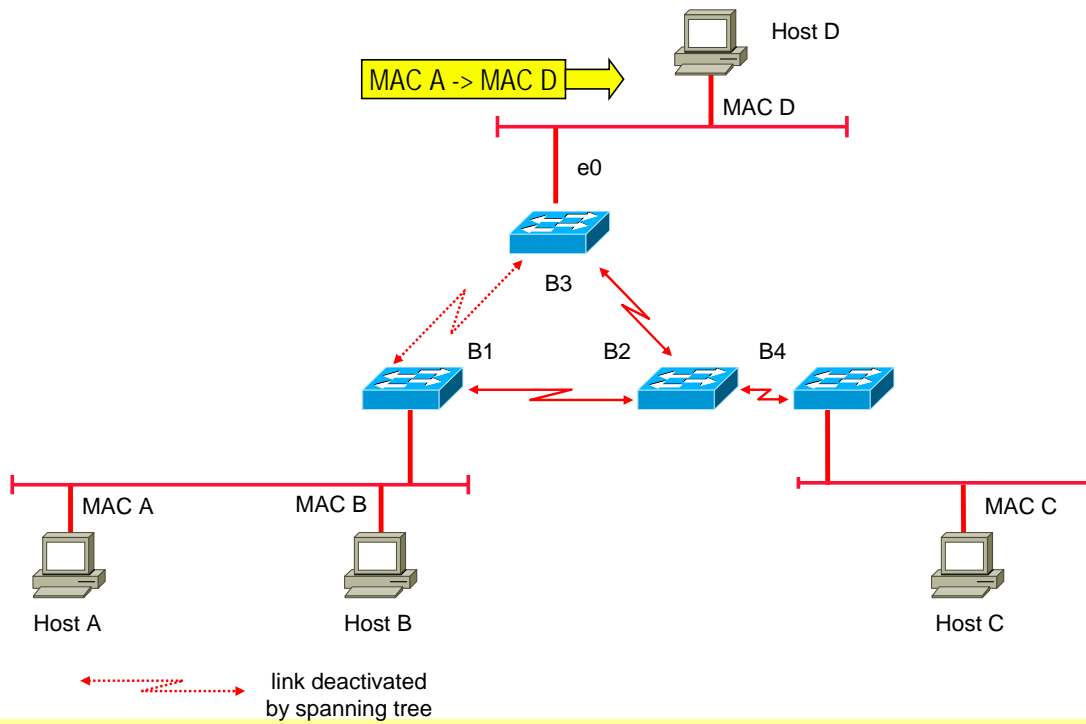 Host D
MAC A -> MAC D
MAC D
e0
B3
B1
B2
B4
MAC A
MAC B
MAC C
Host A
Host B
Host C
link deactivated
by spanning tree